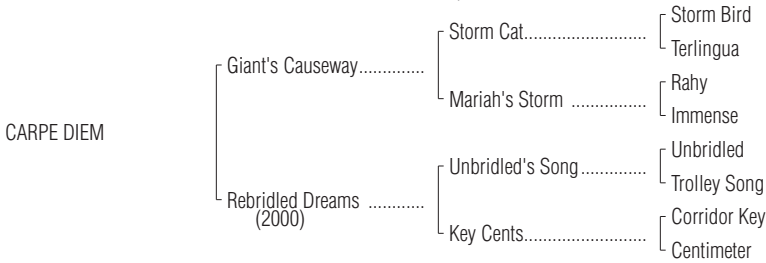 Storm Bird
Storm Cat..........................
Terlingua
Giant's Causeway..............
Rahy
Mariah's Storm ................
Immense
CARPE DIEM
Unbridled
Unbridled's Song..............
Trolley Song
Rebridled Dreams ............
(2000)
Corridor Key
Key Cents..........................
Centimeter